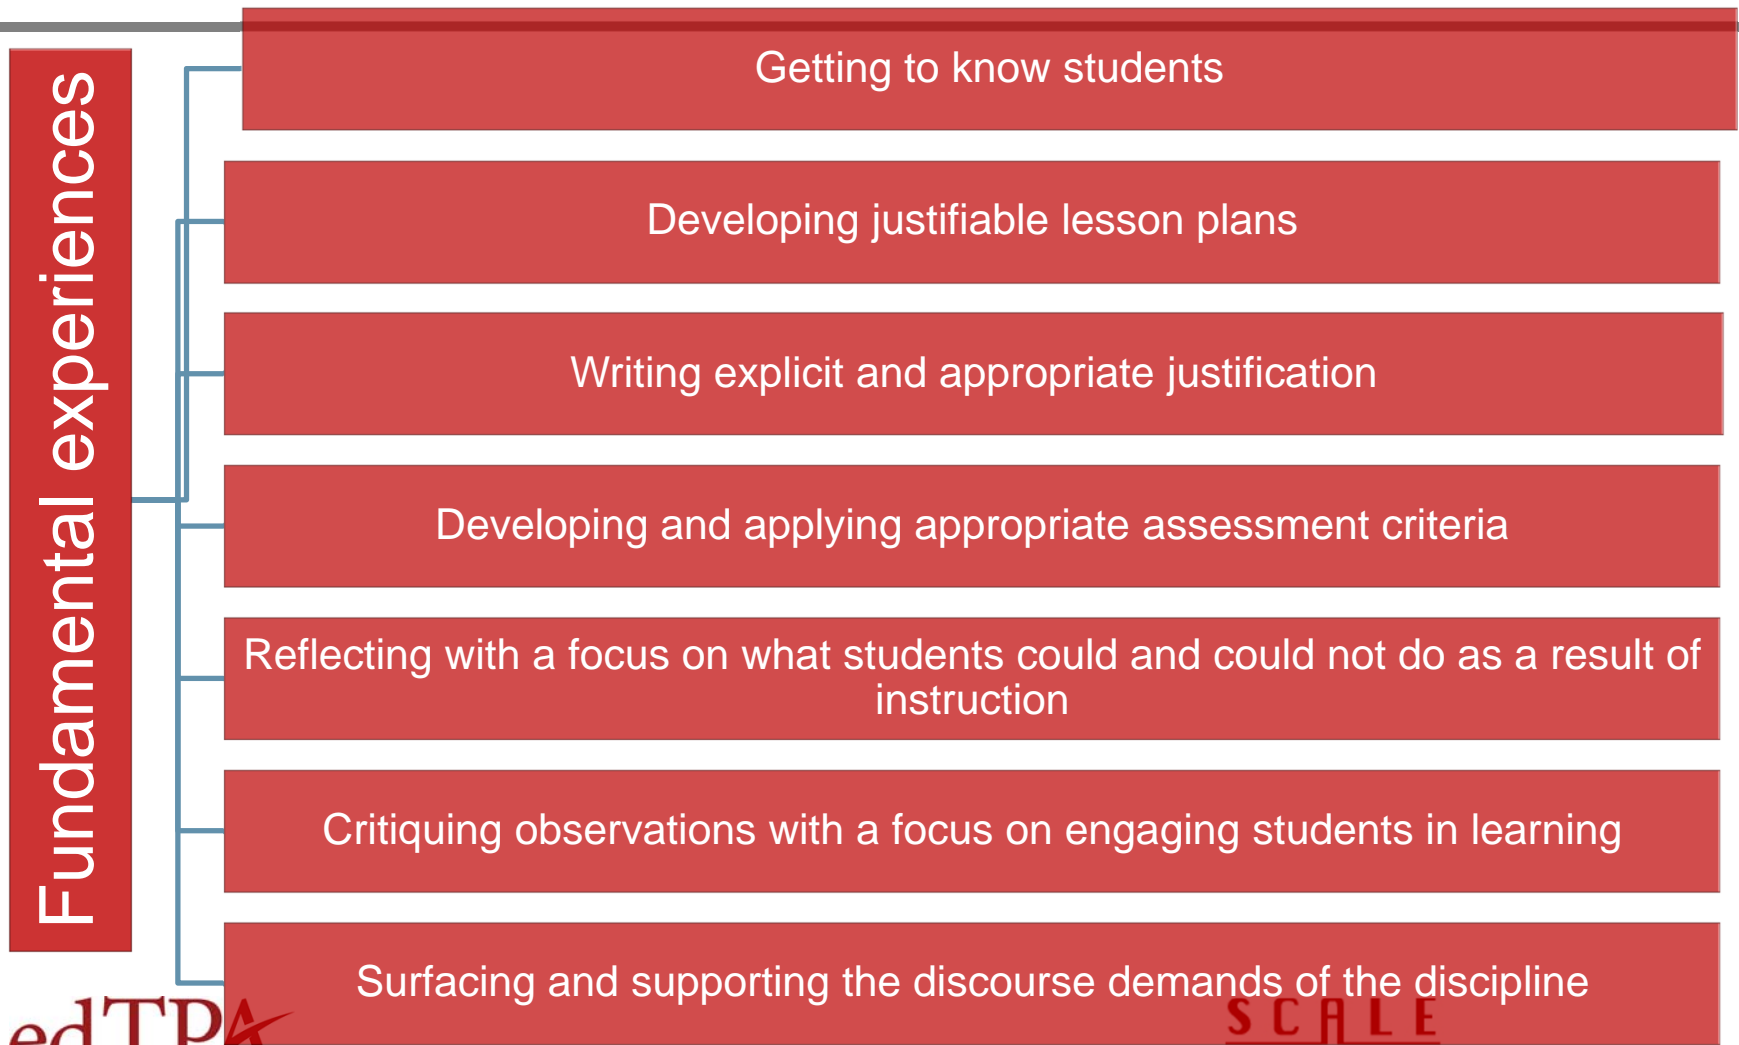 Fundamental experiences
Getting to know students
Developing justifiable lesson plans
Writing explicit and appropriate justification
Developing and applying appropriate assessment criteria
Reflecting with a focus on what students could and could not do as a result of
instruction
Critiquing observations with a focus on engaging students in learning
Surfacing and supporting the discourse demands of the discipline
edTPA
SCALE